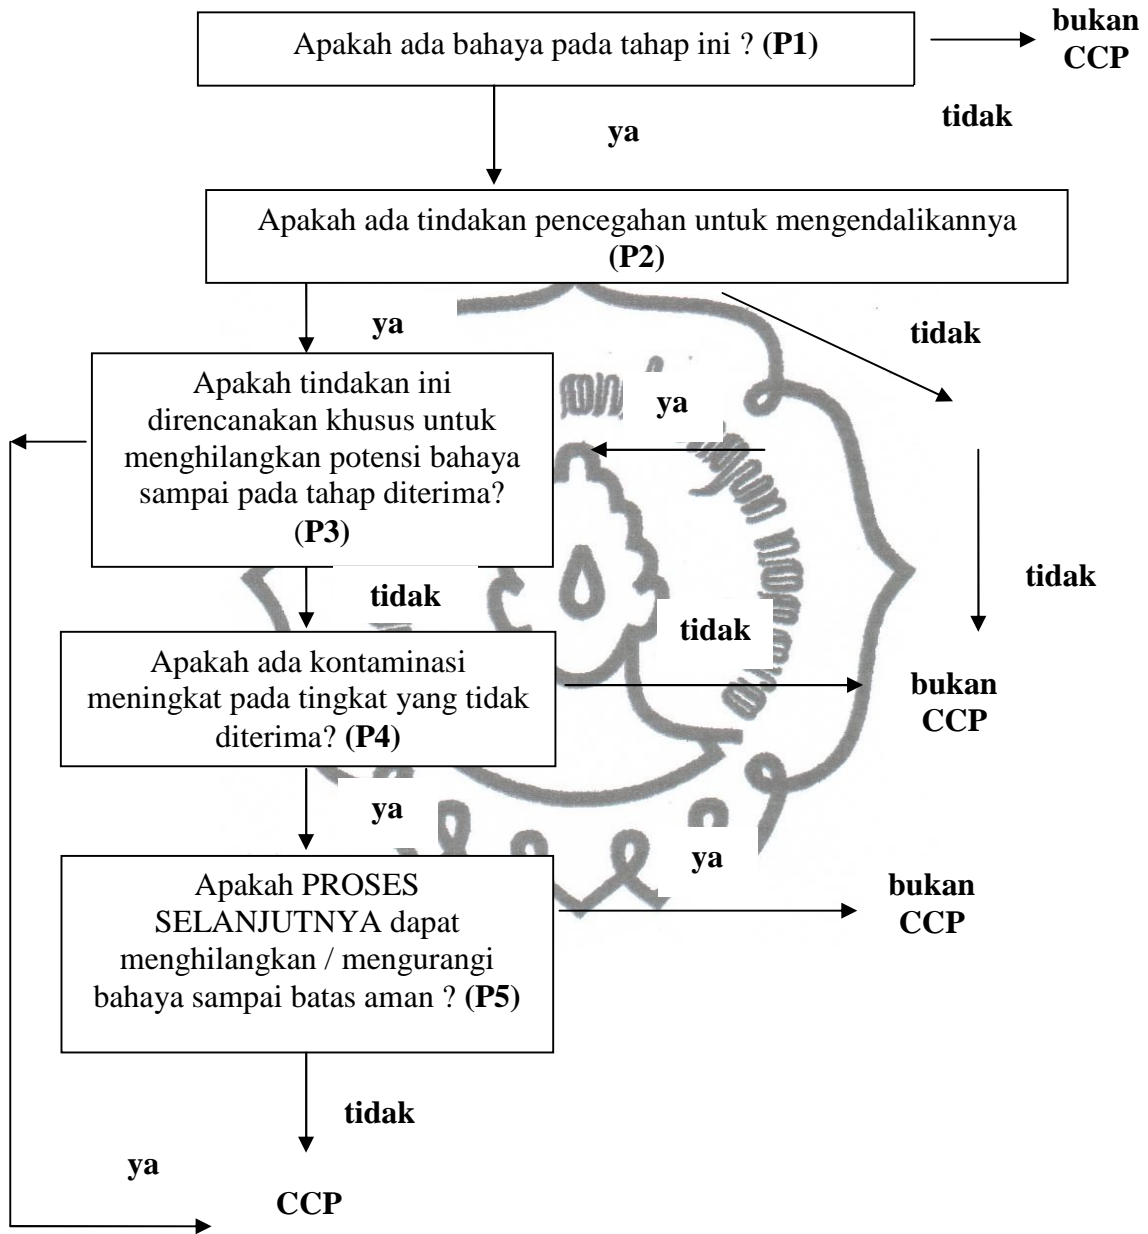 Apakah ada bahaya pada tahap ini ? (P1)
bukan
CCP
tidak
ya
Apakah ada tindakan pencegahan untuk mengendalikannya
(P2)
ya
tidak
Apakah tindakan ini
direncanakan khusus untuk
menghilangkan potensi bahaya
sampai pada tahap diterima?
(P3)
ya
tidak
tidak
tidak
Apakah ada kontaminasi
meningkat pada tingkat yang tidak
diterima? (P4)
bukan
CCP
ya
ya
Apakah PROSES
SELANJUTNYA dapat
menghilangkan / mengurangi
bahaya sampai batas aman ? (P5)
bukan
CCP
tidak
ya
CCP